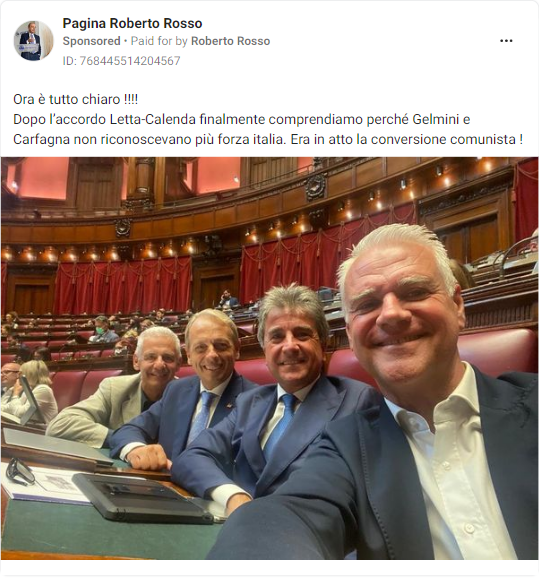 Pagina Roberto Rosso
Sponsored • Paid for by Roberto Rosso
ID: 768445514204567
Ora è tutto chiaro !!!!
Dopo l'accordo Letta-Calenda finalmente comprendiamo perché Gelmini e
Carfagna non riconoscevano più forza italia. Era in atto la conversione comunista !